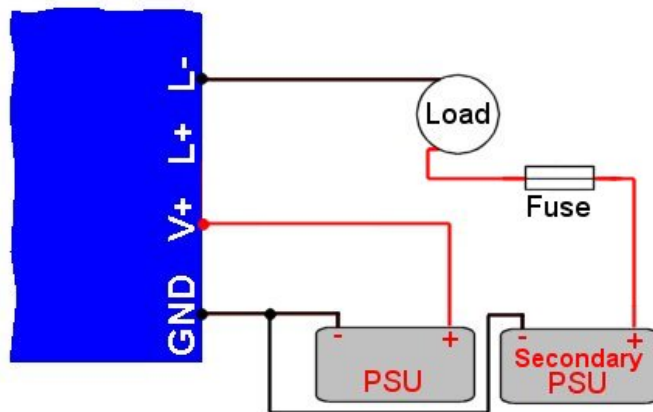 L-
L+
V+
GND
Load
Fuse
- +
PSU
- +
Secondary
PSU